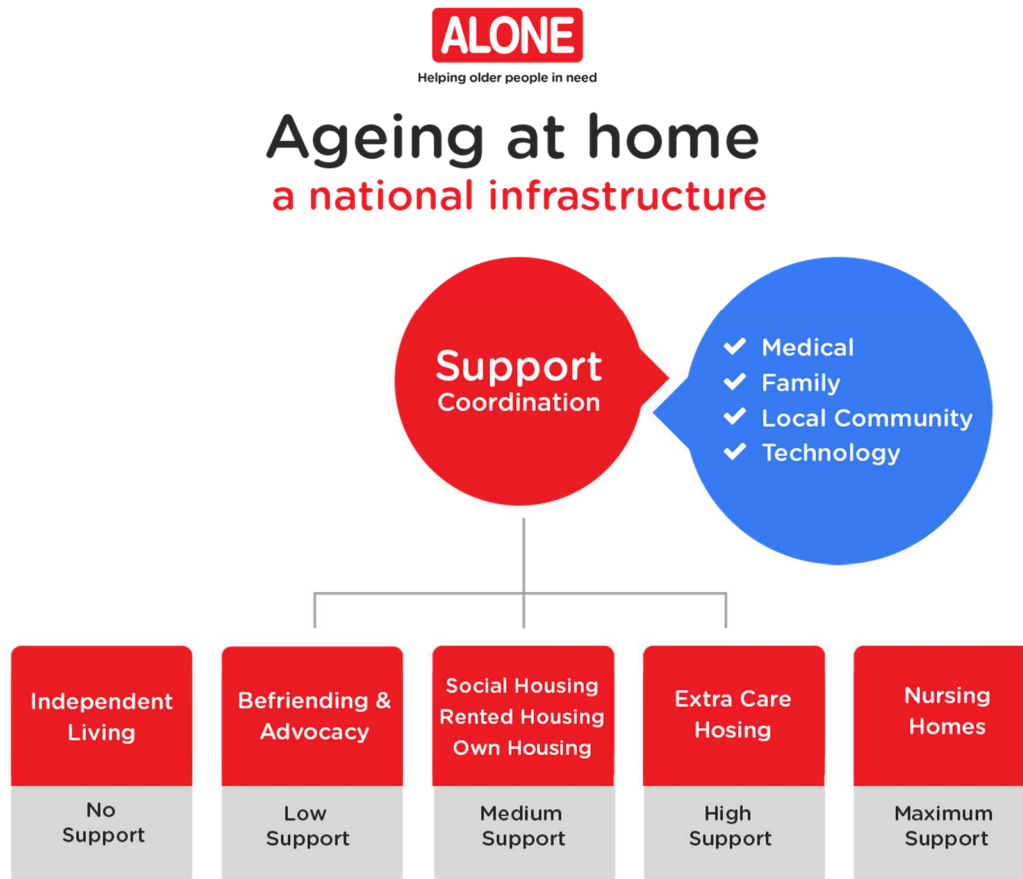 ALONE
Helping older people in need
Ageing at home
a national infrastructure
Support
Coordination
Medical
Family
Local Community
Technology
Independent
Living
No
Support
Befriending &
Advocacy
Low
Support
Social Housing
Rented Housing
Own Housing
Medium
Support
Extra Care
Hosing
High
Support
Nursing
Homes
Maximum
Support